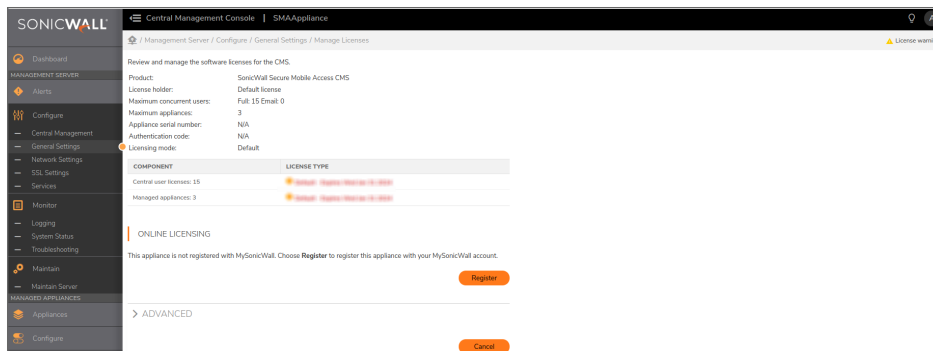 SONICWALL
Central Management Console | SMAAppliance
/ Management Server / Configure / General Settings / Manage Licenses
License warni
Dashboard
MANAGEMENT SERVER
Alerts
Configure
Central Management
General Settings
Network Settings
SSL Settings
Services
Monitor
Logging
System Status
Troubleshooting
Maintain
Maintain Server
MANAGED APPLIANCES
Appliances
Configure
Review and manage the software licenses for the CMS.
Product: SonicWall Secure Mobile Access CMS
License holder: Default license
Maximum concurrent users: Full: 15 Email: 0
Maximum appliances: 3
Appliance serial number: N/A
Authentication code: N/A
Licensing mode: Default
COMPONENT LICENSE TYPE
Central user licenses: 15
Managed appliances: 3
ONLINE LICENSING
This appliance is not registered with MySonicWall. Choose Register to register this appliance with your MySonicWall account.
Register
ADVANCED
Cancel